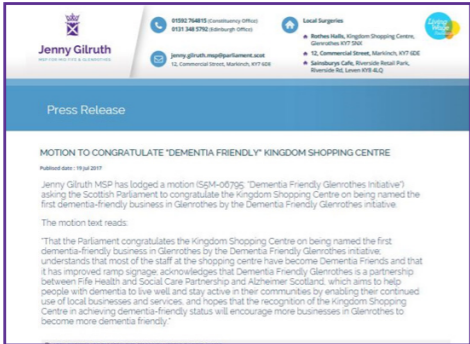 Jenny Gilruth
MSP FOR MID FIFE & GLENROTHES
01592 764815 (Constituency Office)
0131 348 5792 (Edinburgh Office)
jenny.gilruth.msp@parliament.scot
12, Commercial Street, Markinch, KY7 6DE
Local Surgeries
Rothes Halls, Kingdom Shopping Centre,
Glenrothes KY7 5NX
12, Commercial Street, Markinch, KY7 6DE
Sainsburys Cafe, Riverside Retail Park,
Riverside Rd, Leven KY8 4LQ
Living
Wage
Press Release
MOTION TO CONGRATULATE "DEMENTIA FRIENDLY" KINGDOM SHOPPING CENTRE
Publised date : 19 Jul 2017
Jenny Gilruth MSP has lodged a motion (S5M-06795: "Dementia Friendly Glenrothes Initiative")
asking the Scottish Parliament to congratulate the Kingdom Shopping Centre on being named the
first dementia-friendly business in Glenrothes by the Dementia Friendly Glenrothes initiative.
The motion text reads:
"That the Parliament congratulates the Kingdom Shopping Centre on being named the first
dementia-friendly business in Glenrothes by the Dementia Friendly Glenrothes initiative;
understands that most of the staff at the shopping centre have become Dementia Friends and that
it has improved ramp signage; acknowledges that Dementia Friendly Glenrothes is a partnership
between Fife Health and Social Care Partnership and Alzheimer Scotland, which aims to help
people with dementia to live well and stay active in their communities by enabling their continued
use of local businesses and services, and hopes that the recognition of the Kingdom Shopping
Centre in achieving dementia-friendly status will encourage more businesses in Glenrothes to
become more dementia friendly."